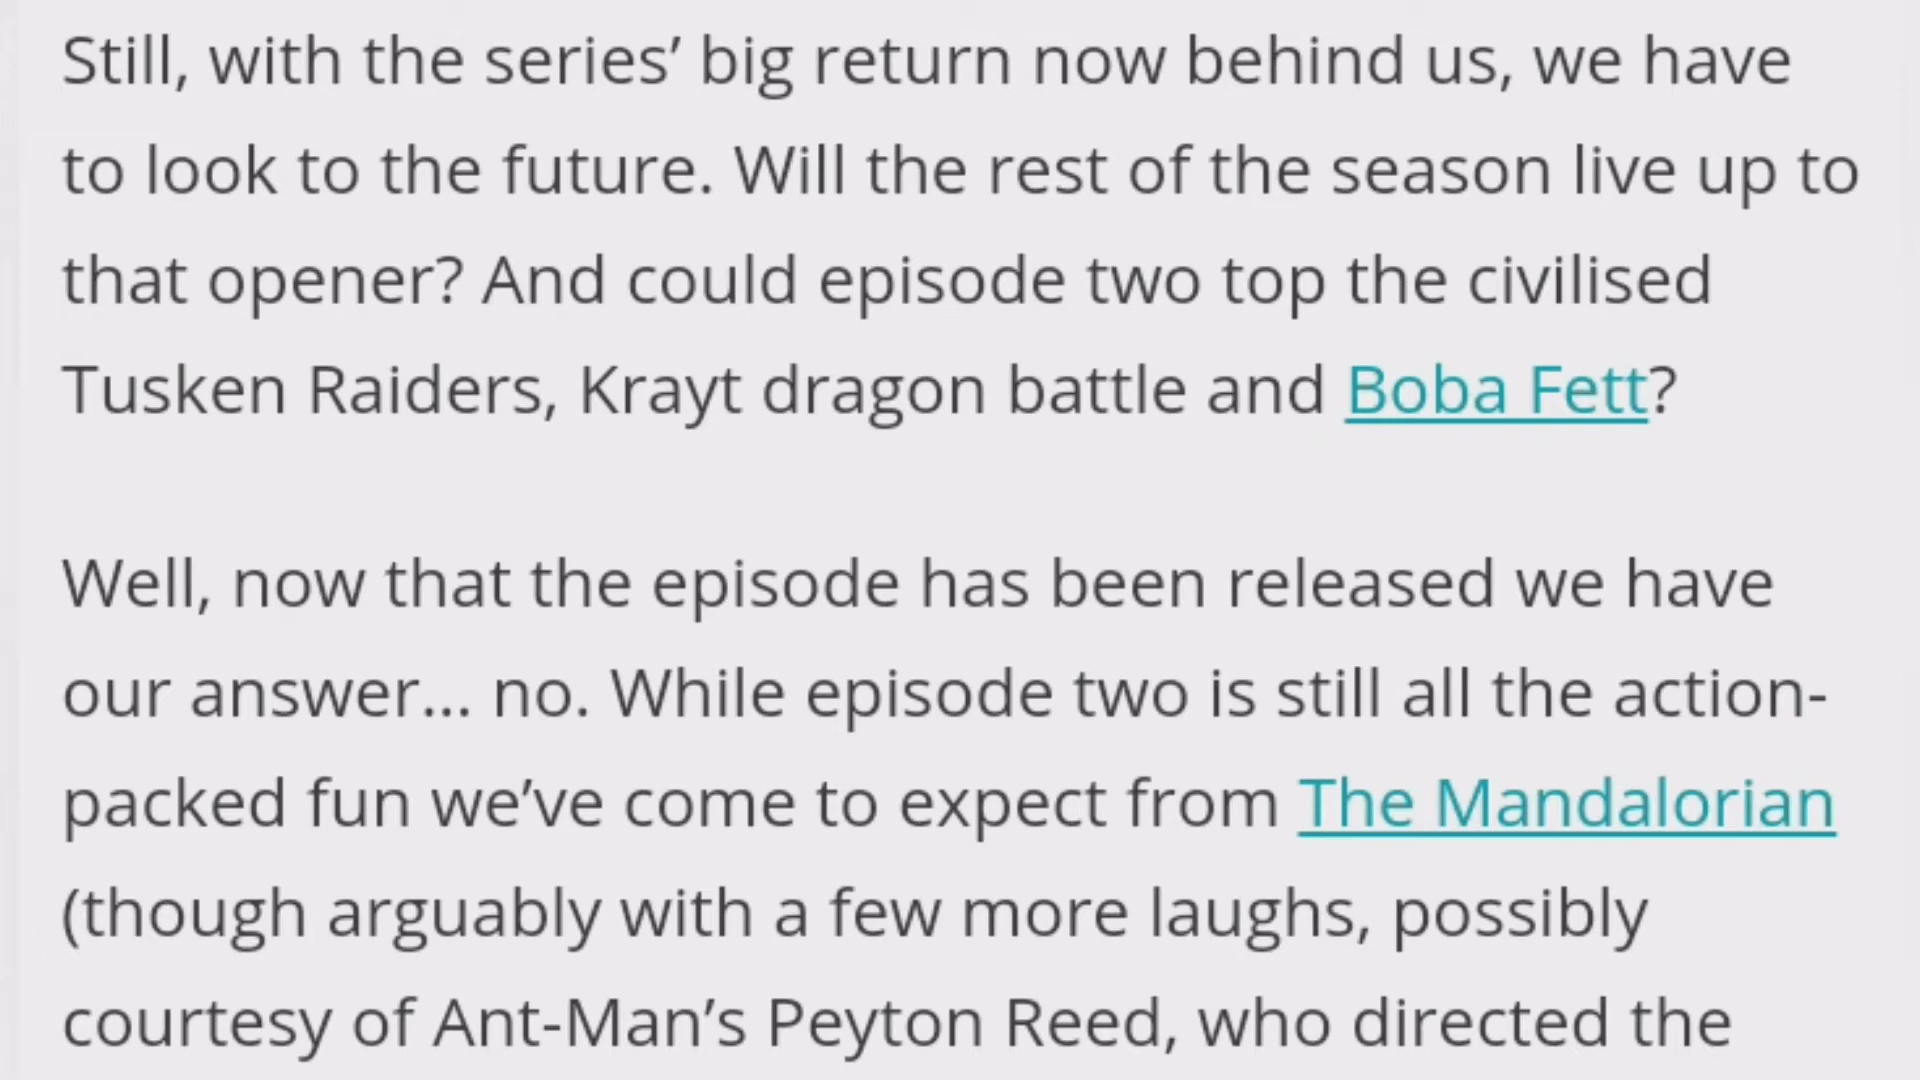 Still, with the series’ big return now behind us, we have
to look to the future. Will the rest of the season live up to
that opener? And could episode two top the civilised
Tusken Raiders, Krayt dragon battle and Boba Fett?
Well, now that the episode has been released we have
our answer... no. While episode two is still all the action-
packed fun we’ve come to expect from The Mandalorian
(though arguably with a few more laughs, possibly
courtesy of Ant-Man’s Peyton Reed, who directed the